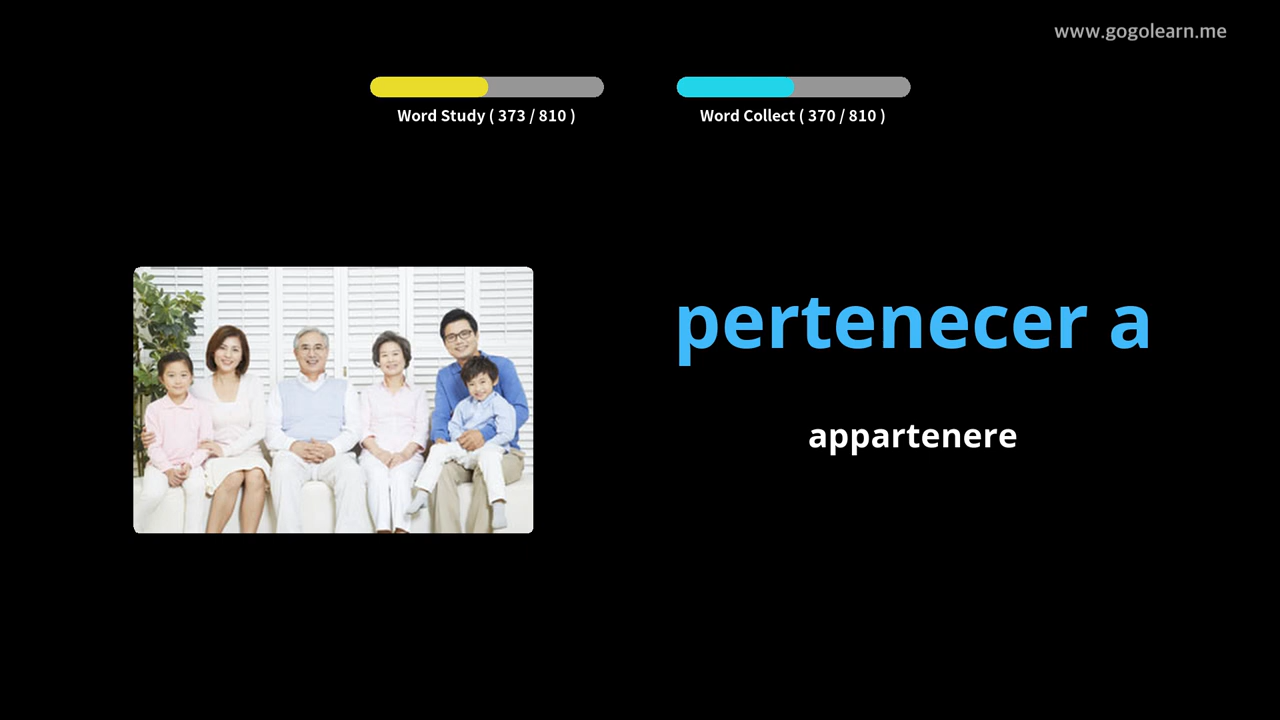 www.gogolearn.me
Word Study ( 373 / 810 )
Word Collect ( 370 / 810 )
pertenecer a
appartenere